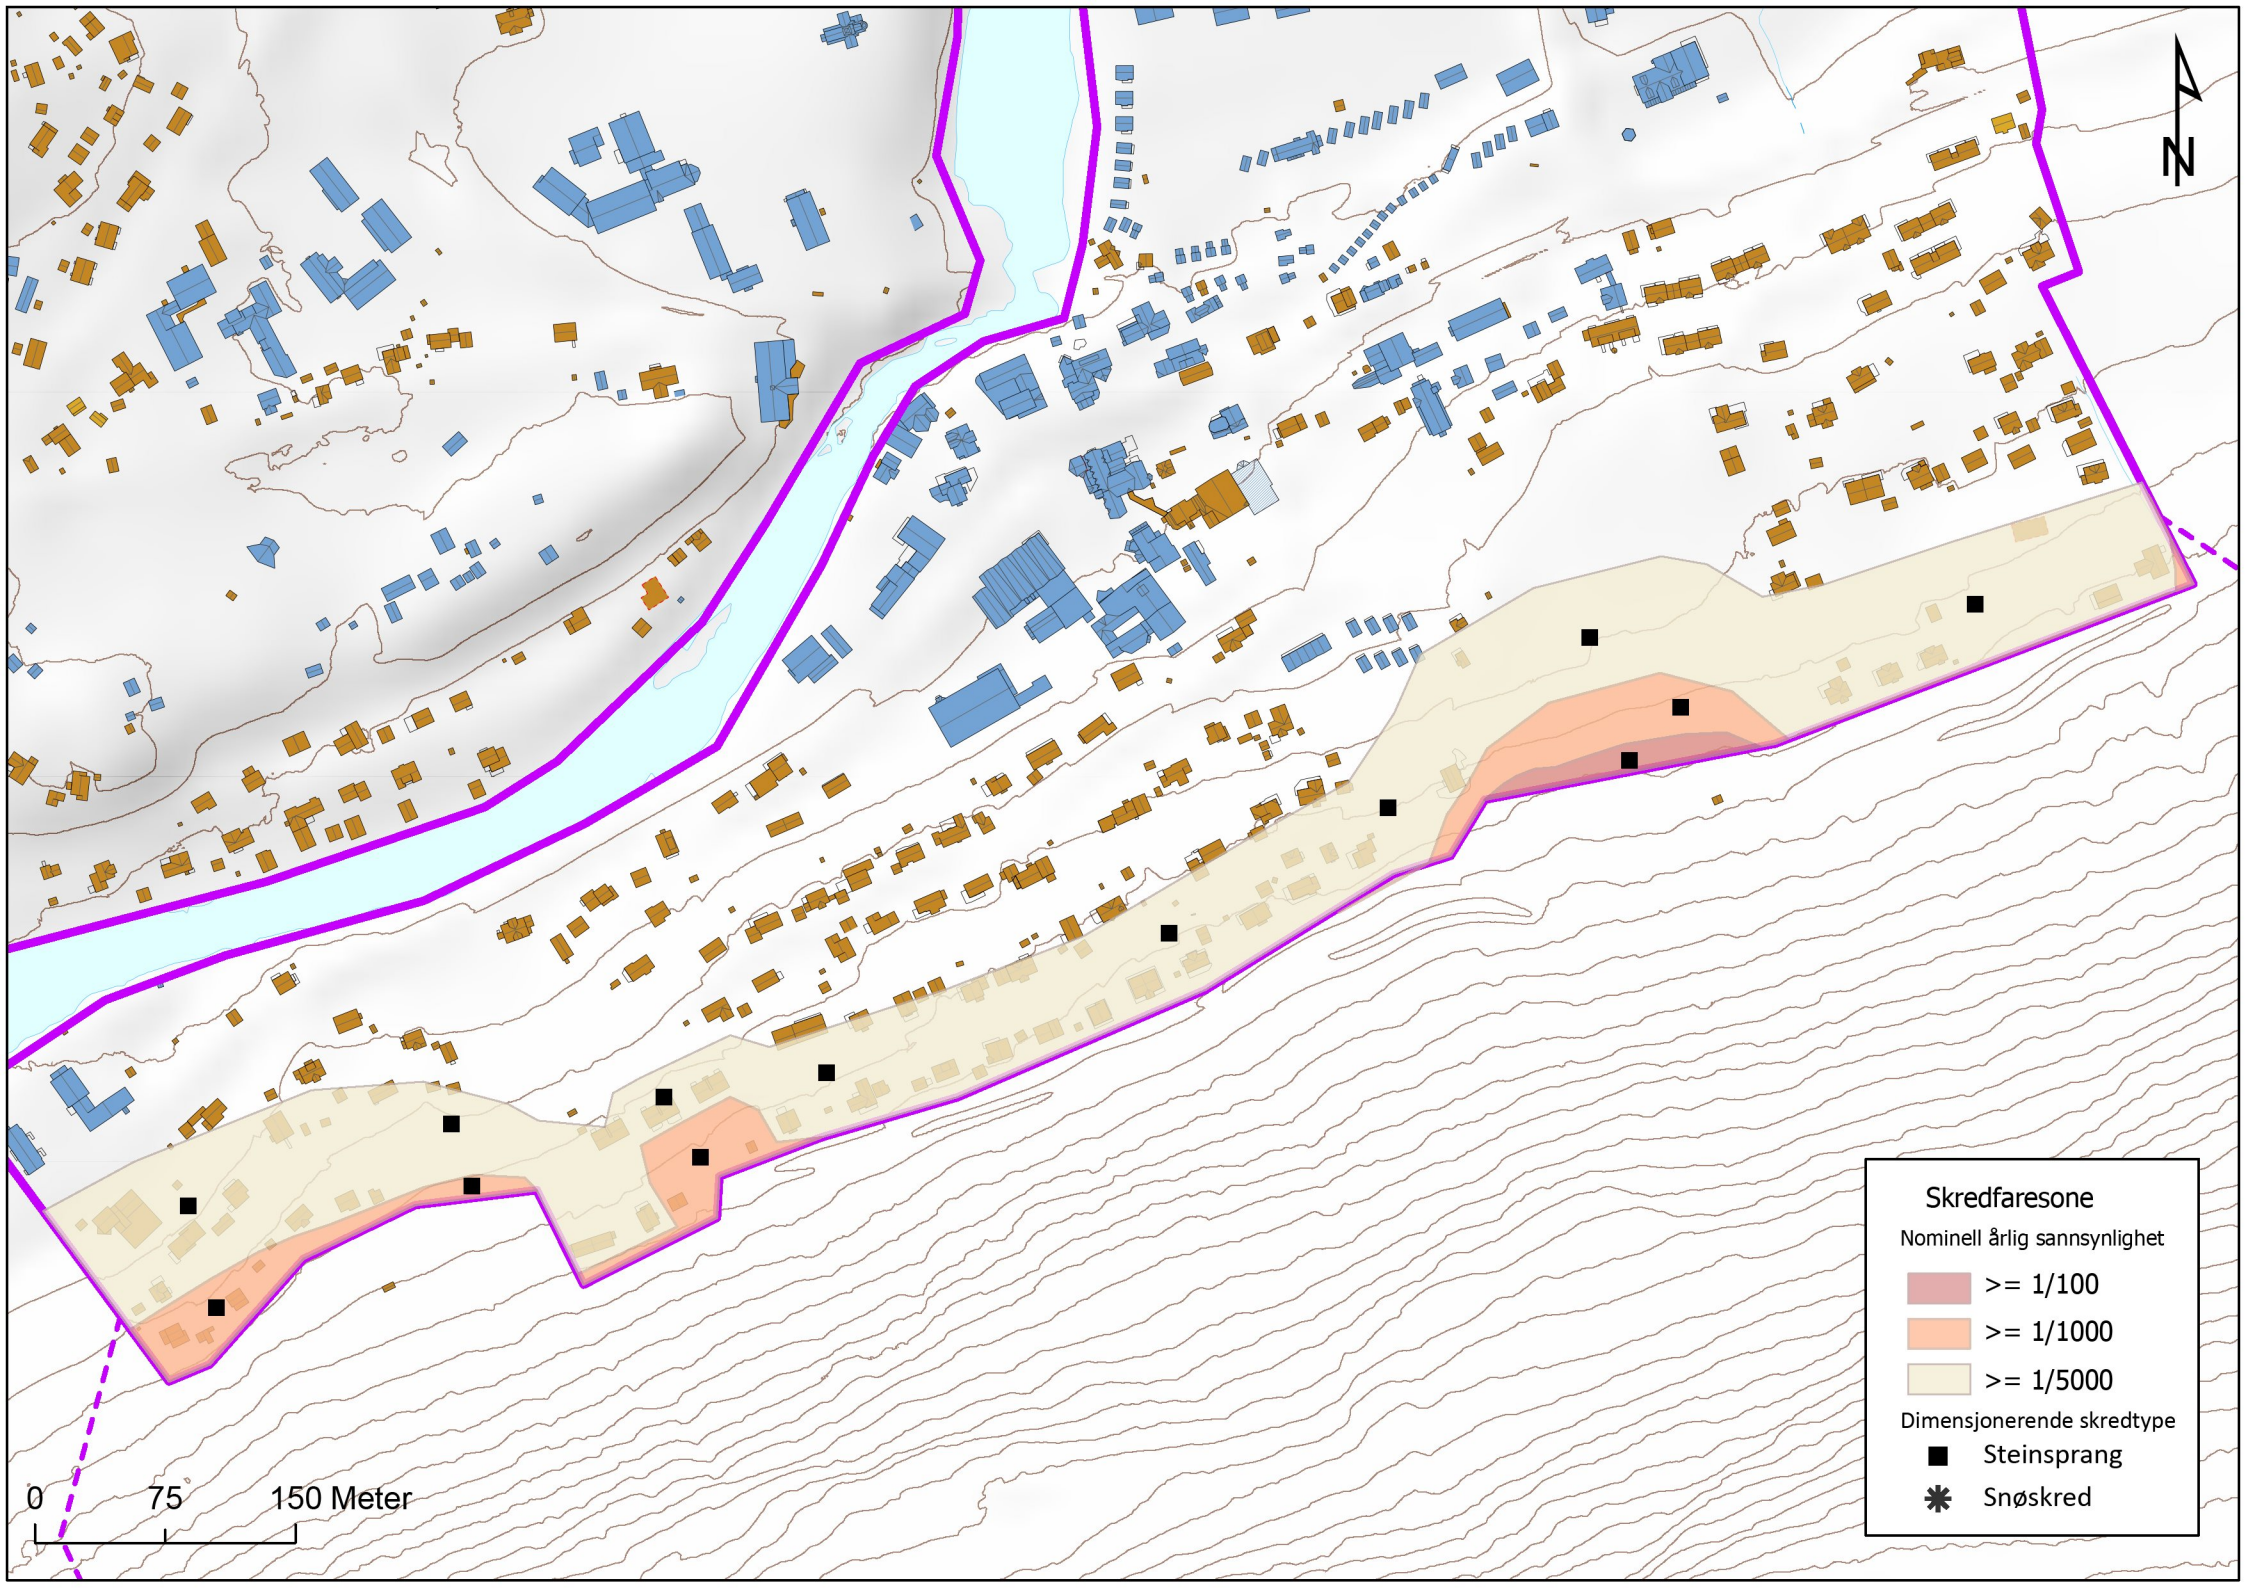 N
Skredfaresone
Nominell årlig sannsynlighet
>= 1/100
>= 1/1000
>= 1/5000
Dimensjonerende skredtype
Steinsprang
Snøskred
0 75 150 Meter